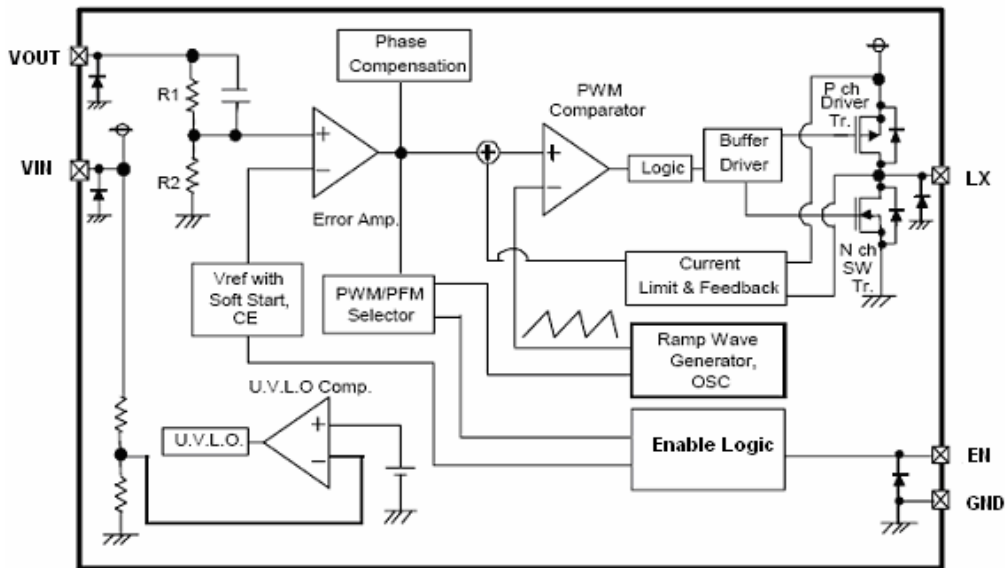 VOUT
VIN
R1
R2
Phase
Compensation
+
−
Error Amp.
PWM
Comparator
+
+
−
Logic
Buffer
Driver
P ch
Driver
Tr.
LX
N ch
SW
Tr.
Vref with
Soft Start,
CE
PWM/PFM
Selector
Current
Limit & Feedback
Ramp Wave
Generator,
OSC
U.V.L.O Comp.
U.V.L.O.
+
−
Enable Logic
EN
GND